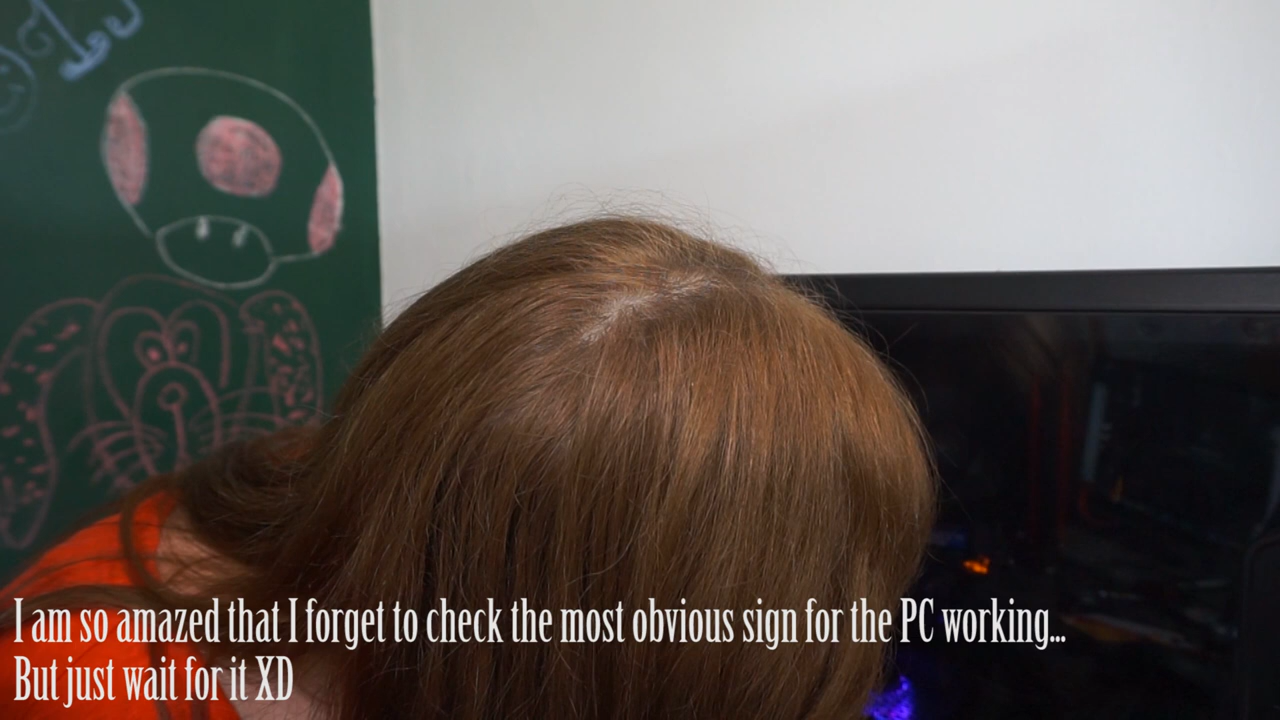 I am so amazed that I forget to check the most obvious sign for the PC working...
But just wait for it XD